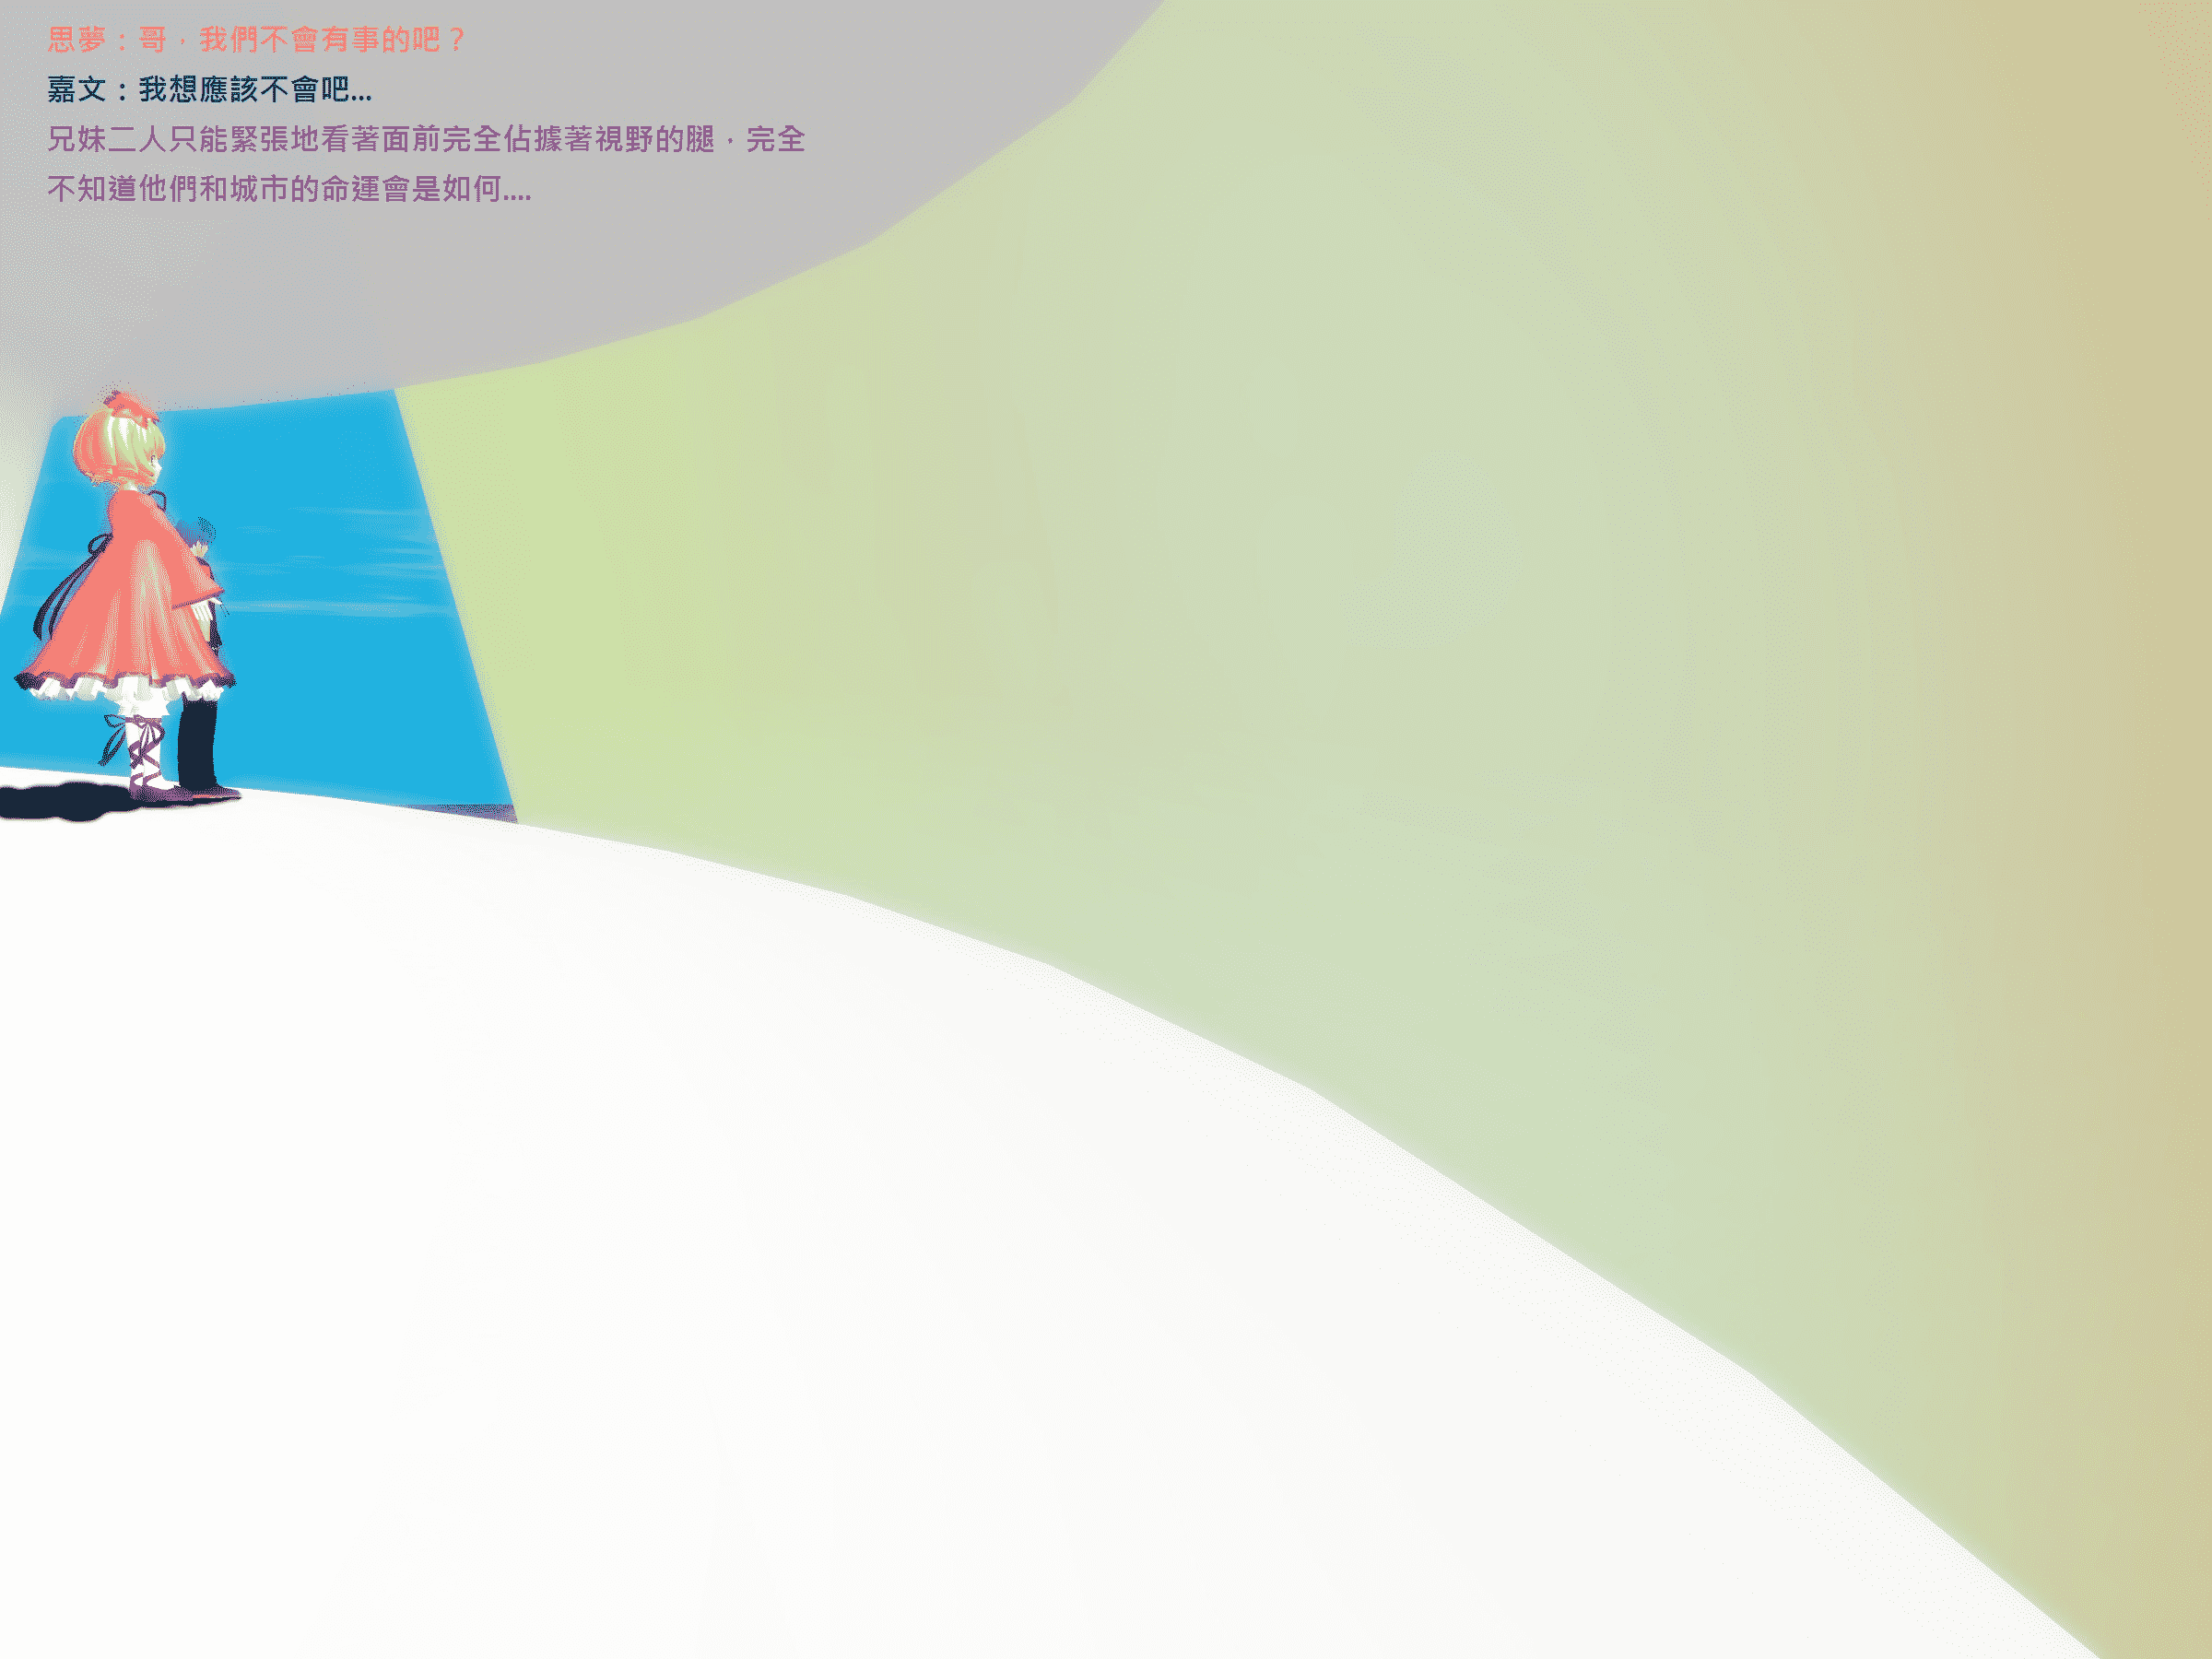 思夢：哥，我們不會有事的吧？
嘉文：我想應該不會吧...
兄妹二人只能緊張地看著面前完全佔據著視野的腿，完全
不知道他們和城市的命運會是如何....